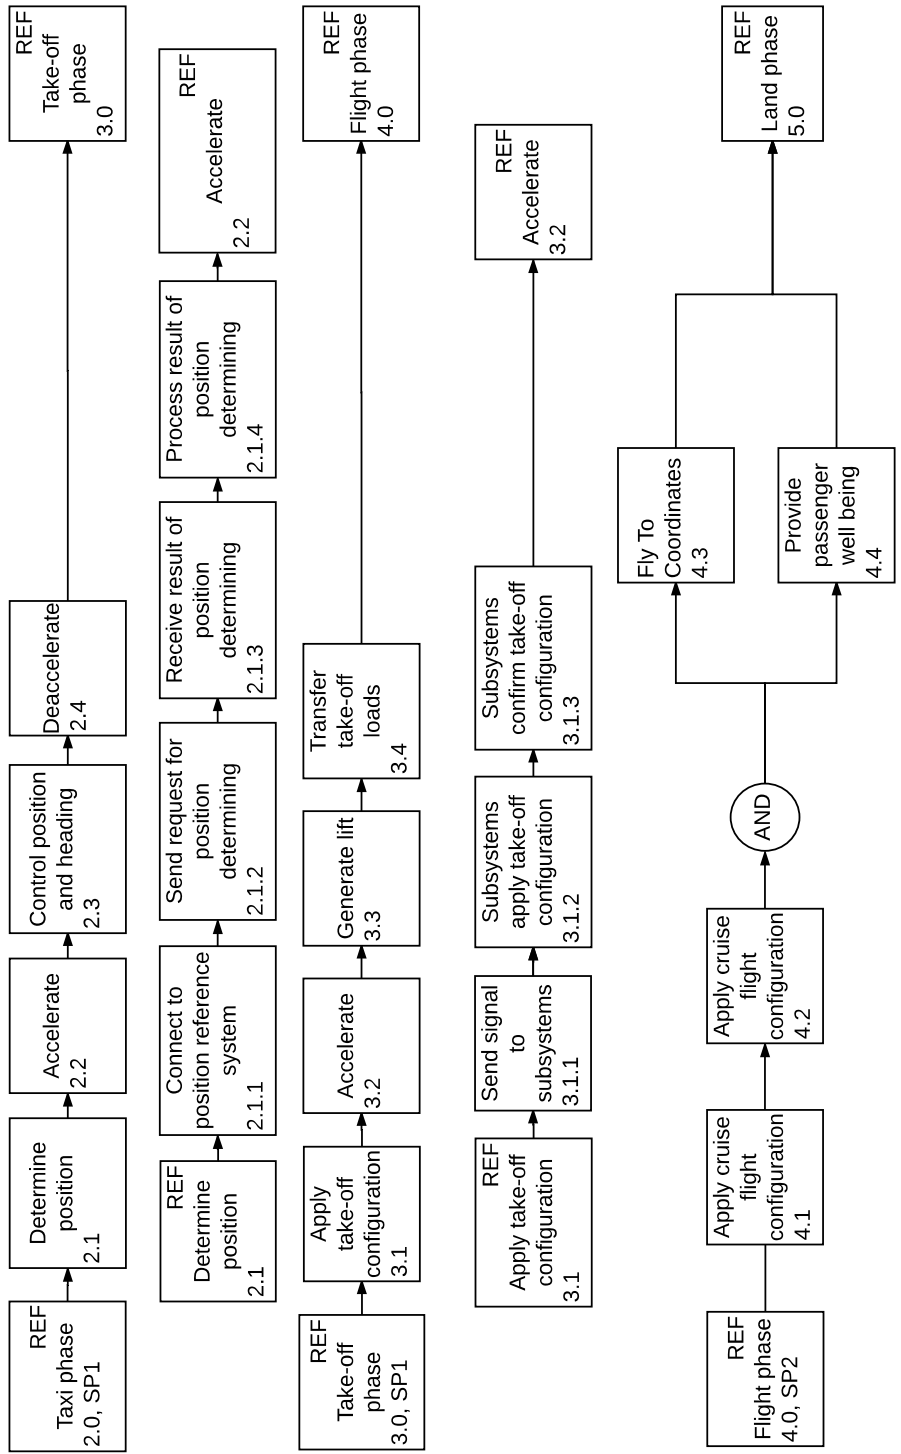 REF
Taxi phase
2.0, SP1
Determine
position
2.1
Accelerate
2.2
Control position
and heading
2.3
Deaccelerate
2.4
REF
Take-off
phase
3.0
REF
Determine
position
2.1
Connect to
position reference
system
2.1.1
Send request for
position
determining
2.1.2
Receive result of
position
determining
2.1.3
Process result of
position
determining
2.1.4
REF
Accelerate
2.2
REF
Take-off
phase
3.0, SP1
Apply
take-off
configuration
3.1
Accelerate
3.2
Generate lift
3.3
Transfer
take-off
loads
3.4
REF
Flight phase
4.0
REF
Apply take-off
configuration
3.1
Send signal
to
subsystems
3.1.1
Subsystems
apply take-off
configuration
3.1.2
Subsystems
confirm take-off
configuration
3.1.3
REF
Accelerate
3.2
REF
Flight phase
4.0, SP2
Apply cruise
flight
configuration
4.1
Apply cruise
flight
configuration
4.2
AND
Fly To
Coordinates
4.3
Provide
passenger
well being
4.4
REF
Land phase
5.0